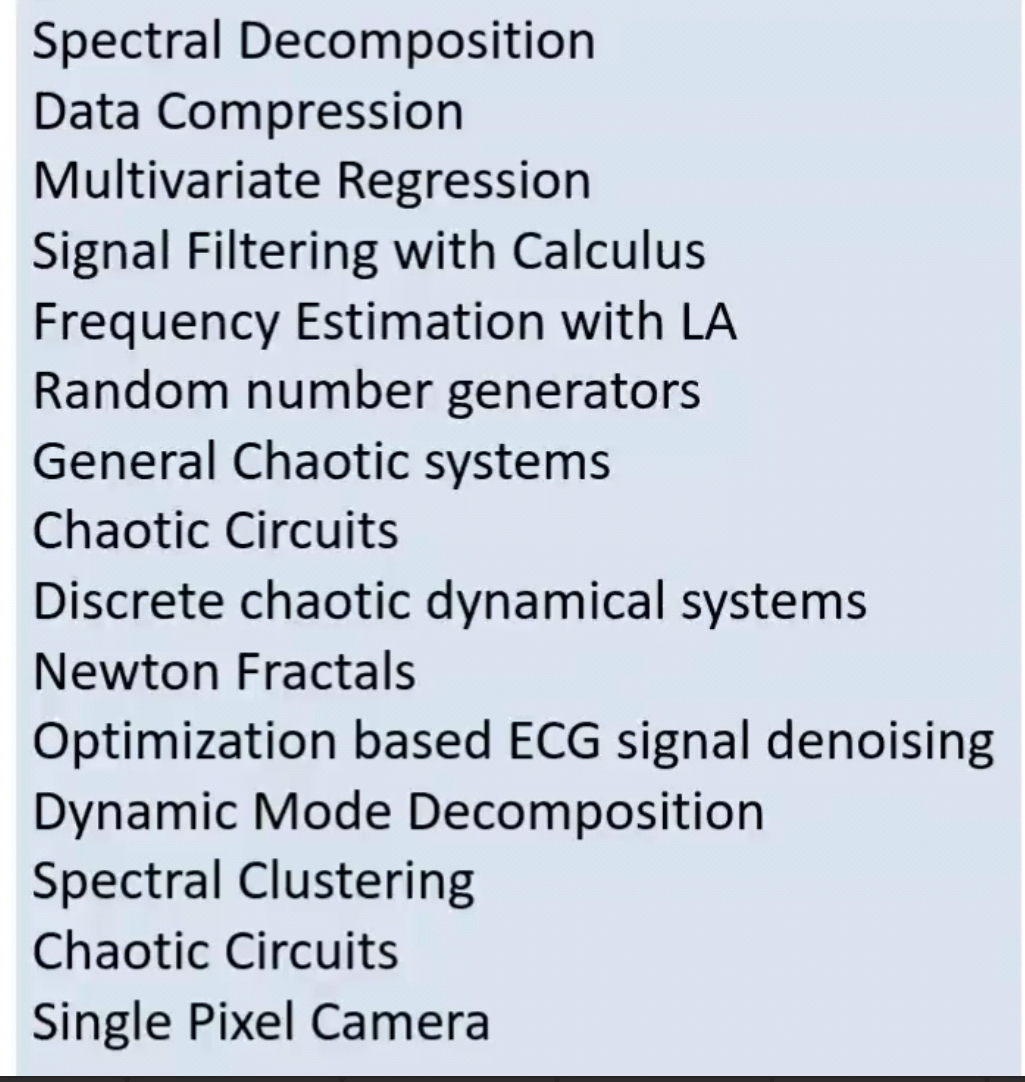 Spectral Decomposition
Data Compression
Multivariate Regression
Signal Filtering with Calculus
Frequency Estimation with LA
Random number generators
General Chaotic systems
Chaotic Circuits
Discrete chaotic dynamical systems
Newton Fractals
Optimization based ECG signal denoising
Dynamic Mode Decomposition
Spectral Clustering
Chaotic Circuits
Single Pixel Camera